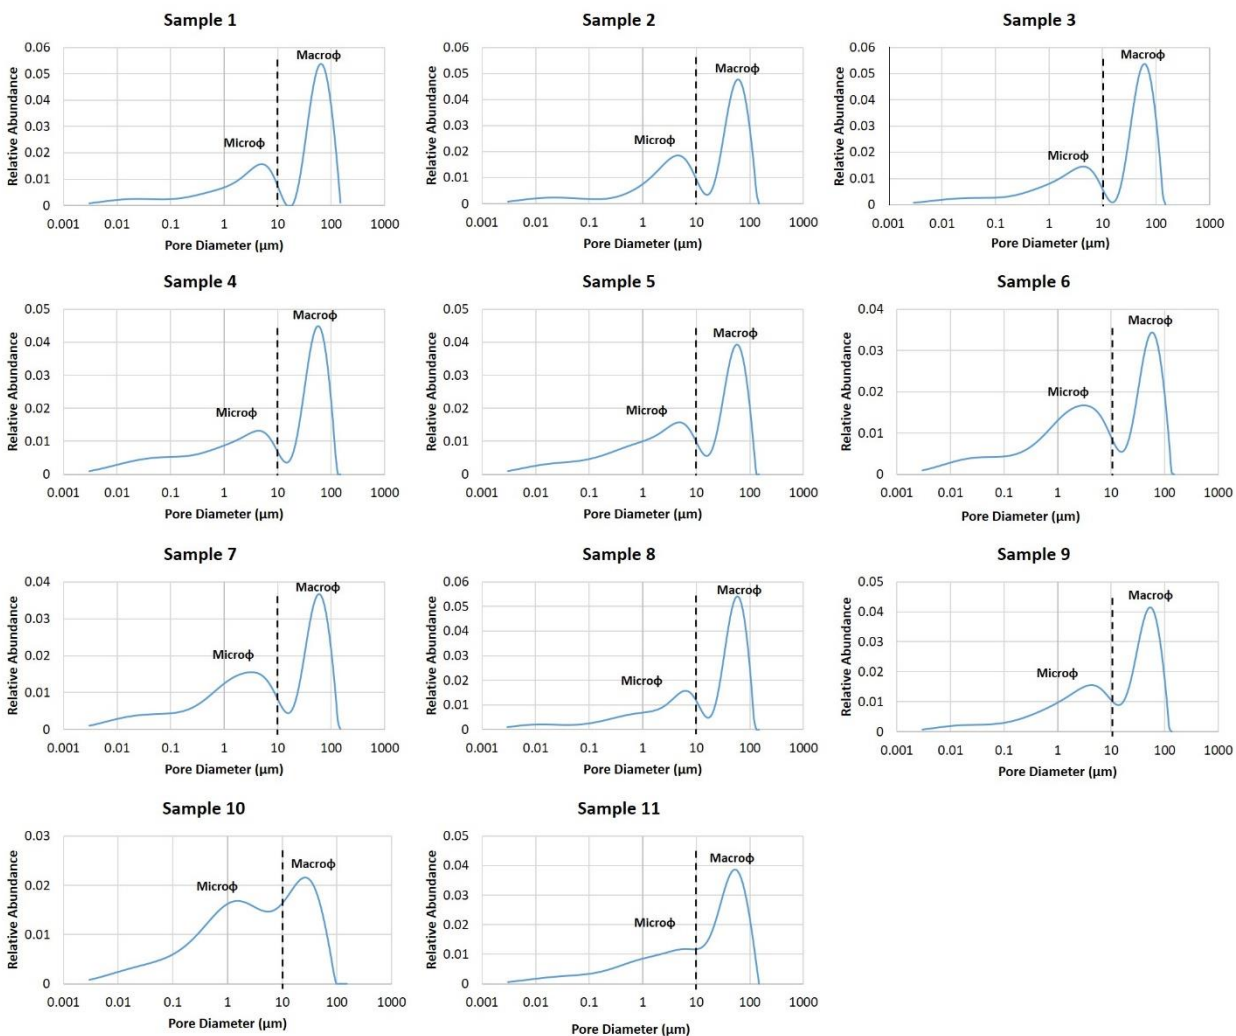 Sample 1
Relative Abundance
0.06
0.05
0.04
0.03
0.02
0.01
0
Microϕ
Macroϕ
0.001 0.01 0.1 1 10 100 1000
Pore Diameter (µm)
Sample 2
Relative Abundance
0.06
0.05
0.04
0.03
0.02
0.01
0
Microϕ
Macroϕ
0.001 0.01 0.1 1 10 100 1000
Pore Diameter (µm)
Sample 3
Relative Abundance
0.06
0.05
0.04
0.03
0.02
0.01
0
Microϕ
Macroϕ
0.001 0.01 0.1 1 10 100 1000
Pore Diameter (µm)
Sample 4
Relative Abundance
0.05
0.04
0.03
0.02
0.01
0
Microϕ
Macroϕ
0.001 0.01 0.1 1 10 100 1000
Pore Diameter (µm)
Sample 5
Relative Abundance
0.05
0.04
0.03
0.02
0.01
0
Microϕ
Macroϕ
0.001 0.01 0.1 1 10 100 1000
Pore Diameter (µm)
Sample 6
Relative Abundance
0.04
0.03
0.02
0.01
0
Microϕ
Macroϕ
0.001 0.01 0.1 1 10 100 1000
Pore Diameter (µm)
Sample 7
Relative Abundance
0.04
0.03
0.02
0.01
0
Microϕ
Macroϕ
0.001 0.01 0.1 1 10 100 1000
Pore Diameter (µm)
Sample 8
Relative Abundance
0.06
0.05
0.04
0.03
0.02
0.01
0
Microϕ
Macroϕ
0.001 0.01 0.1 1 10 100 1000
Pore Diameter (µm)
Sample 9
Relative Abundance
0.05
0.04
0.03
0.02
0.01
0
Microϕ
Macroϕ
0.001 0.01 0.1 1 10 100 1000
Pore Diameter (µm)
Sample 10
Relative Abundance
0.03
0.02
0.01
0
Microϕ
Macroϕ
0.001 0.01 0.1 1 10 100 1000
Pore Diameter (µm)
Sample 11
Relative Abundance
0.05
0.04
0.03
0.02
0.01
0
Microϕ
Macroϕ
0.001 0.01 0.1 1 10 100 1000
Pore Diameter (µm)